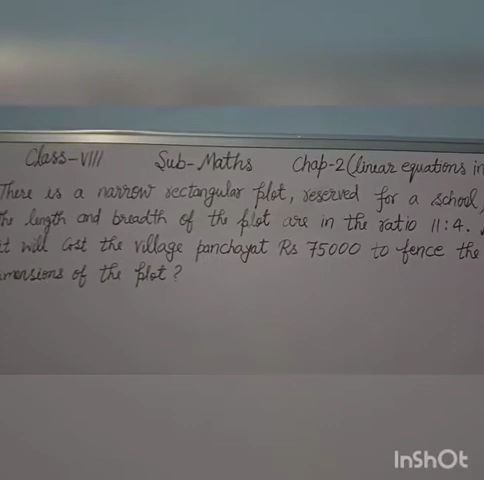 Class-VIII Sub-Maths Chap-2(linear equations in
There is a narrow rectangular plot, reserved for a school,
he length and breadth of the plot are in the ratio 11:4.
it will cost the village panchayat Rs 75000 to fence the
mensions of the plot?
InShOt